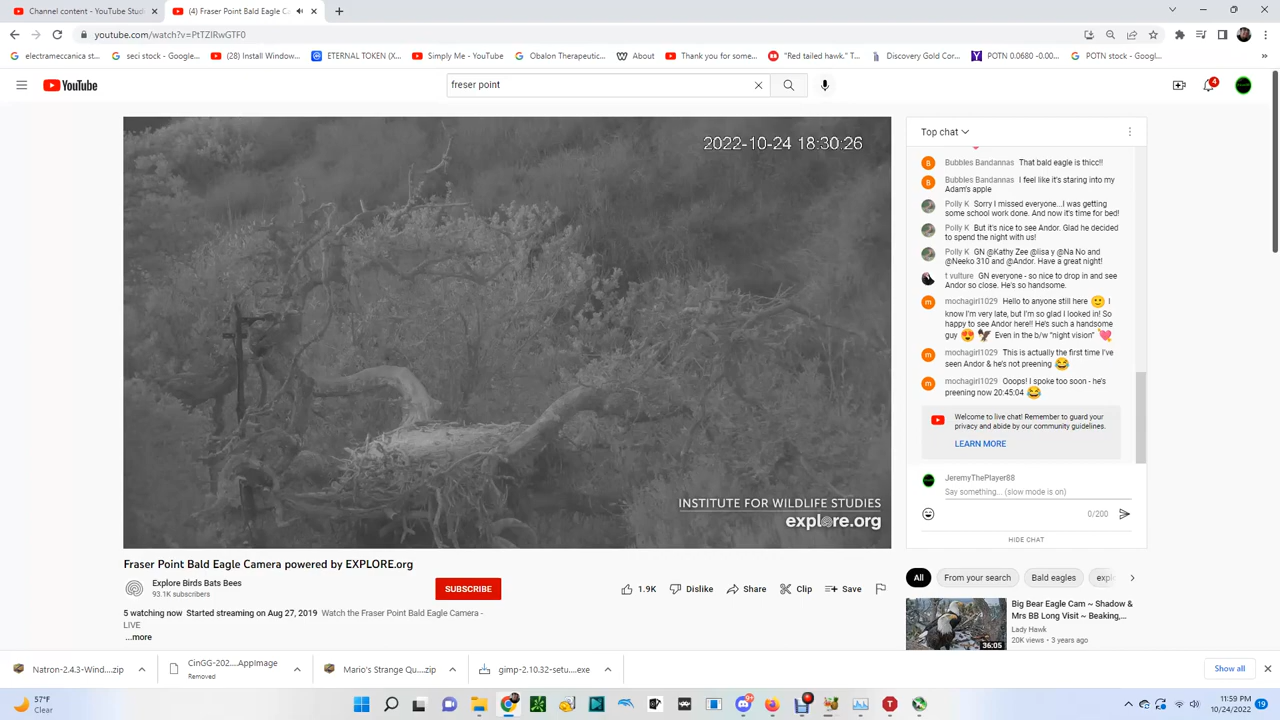 Channel content - YouTube Studi
(4) Fraser Point Bald Eagle Ca
youtube.com/watch?v=PtTZIRwGTF0
electrameccanica st
seci stock - Googl...
(28) Install Window...
ETERNAL TOKEN (X...
Simply Me - YouTube
Obalon Therapeutic...
About
Thank you for some...
"Red tailed hawk." T...
Discovery Gold Cor...
POTN 0.0680 -0.00...
POTN stock - Googl...
»
YouTube
freser point
4
2022-10-24 18:30:26
INSTITUTE FOR WILDLIFE STUDIES
explore.org
Top chat
Bubbles Bandannas That bald eagle is thicc!!
Bubbles Bandannas I feel like it's staring into my
Adam's apple
Polly K Sorry I missed everyone...I was getting
some school work done. And now it's time for bed!
Polly K But it's nice to see Andor. Glad he decided
to spend the night with us!
Polly K GN @Kathy Zee @lisa y @Na No and
@Neeko 310 and @Andor. Have a great night!
t vulture GN everyone - so nice to drop in and see
Andor so close. He's so handsome.
mochagirl1029 Hello to anyone still here 🙂 I
know I'm very late, but I'm so glad I looked in! So
happy to see Andor here!! He's such a handsome
guy 😍 🦅 Even in the b/w "night vision" 💘
mochagirl1029 This is actually the first time I've
seen Andor & he's not preening 😂
mochagirl1029 Ooops! I spoke too soon - he's
preening now 20:45:04 😂
Welcome to live chat! Remember to guard your
privacy and abide by our community guidelines.
LEARN MORE
JeremyThePlayer88
Say something... (slow mode is on)
0/200
HIDE CHAT
Fraser Point Bald Eagle Camera powered by EXPLORE.org
Explore Birds Bats Bees
93.1K subscribers
SUBSCRIBE
1.9K
Dislike
Share
Clip
Save
5 watching now Started streaming on Aug 27, 2019 Watch the Fraser Point Bald Eagle Camera -
LIVE
...more
All
From your search
Bald eagles
explo
Big Bear Eagle Cam ~ Shadow &
Mrs BB Long Visit ~ Beaking,...
Lady Hawk
20K views • 3 years ago
36:05
Natron-2.4.3-Wind....zip
CinGG-202....AppImage
Removed
Mario's Strange Qu....zip
gimp-2.10.32-setu....exe
Show all
57°F
Clear
11:59 PM
10/24/2022
19